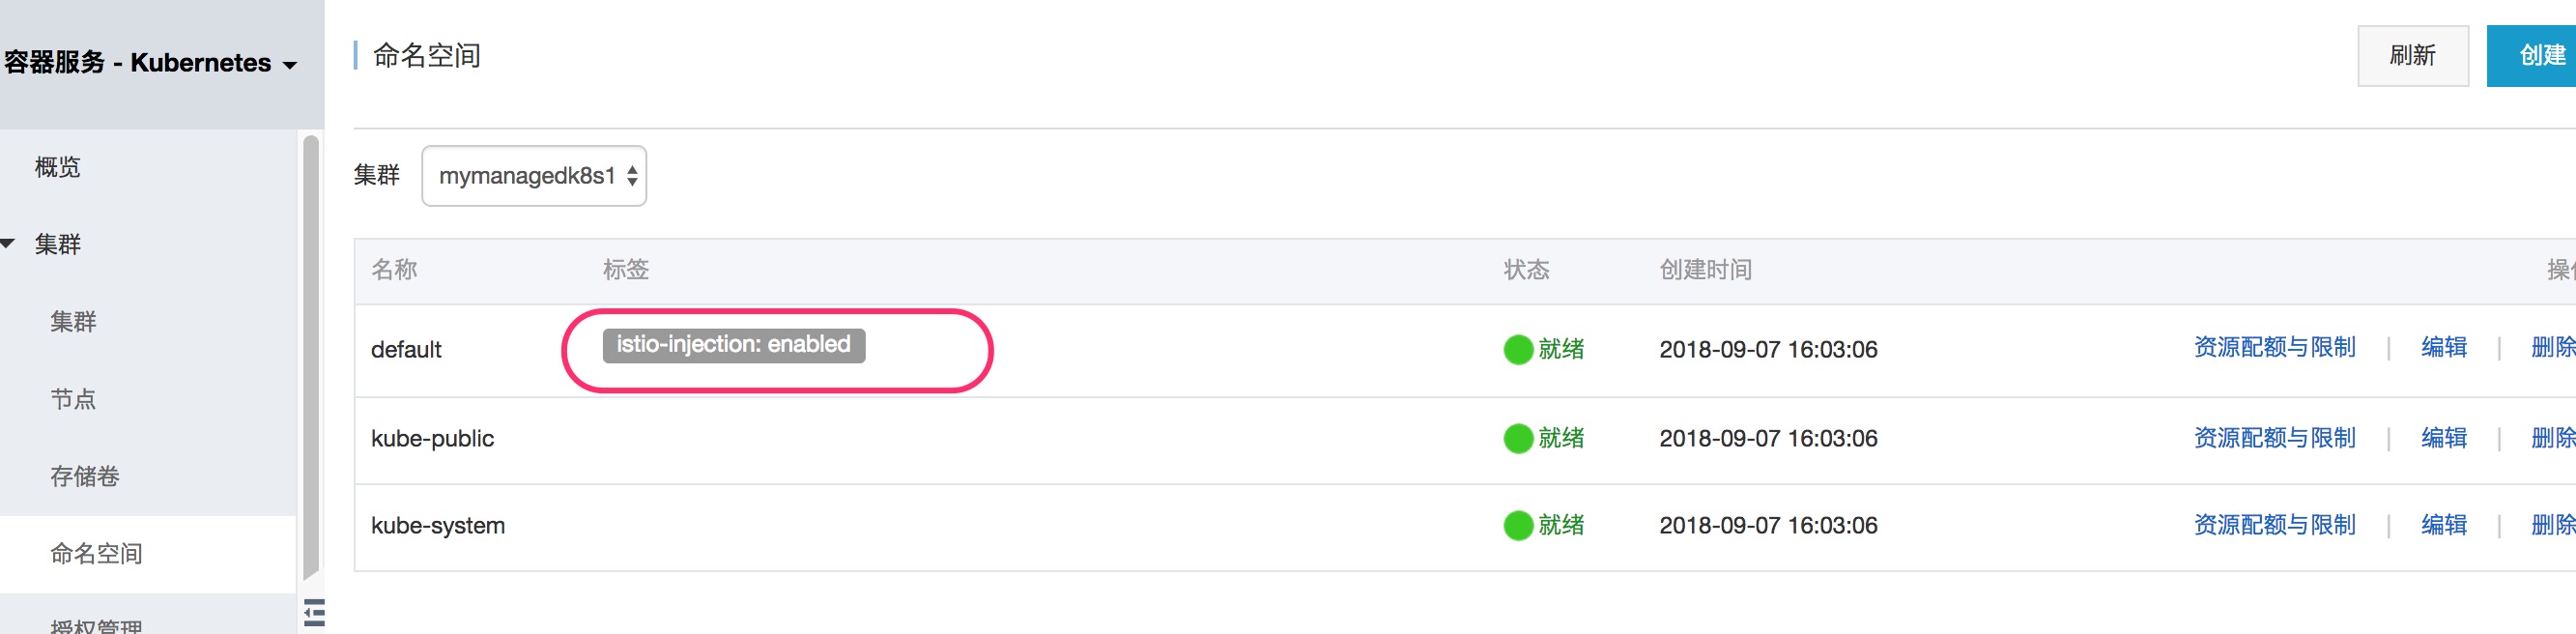 容器服务 - Kubernetes
概览
集群
集群
节点
存储卷
命名空间
授权管理
命名空间
刷新
创建
集群 mymanagedk8s1
名称 标签 状态 创建时间
default istio-injection: enabled 就绪 2018-09-07 16:03:06 资源配额与限制 | 编辑 | 删除
kube-public 就绪 2018-09-07 16:03:06 资源配额与限制 | 编辑 | 删除
kube-system 就绪 2018-09-07 16:03:06 资源配额与限制 | 编辑 | 删除